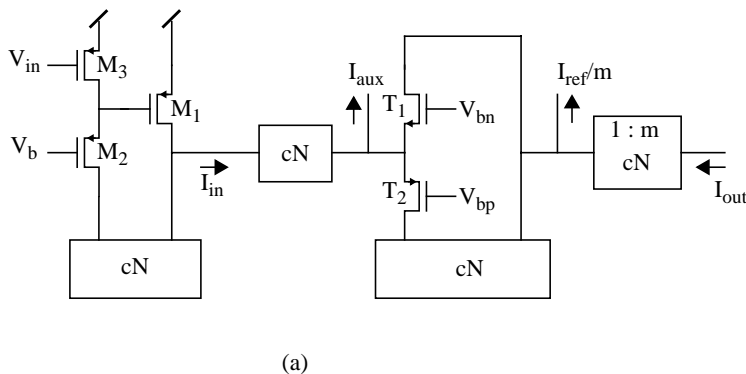 V_in
M_3
M_1
V_b
M_2
I_in
cN
cN
I_aux
T_1
V_bn
T_2
V_bp
cN
I_ref/m
1 : m
cN
I_out
(a)